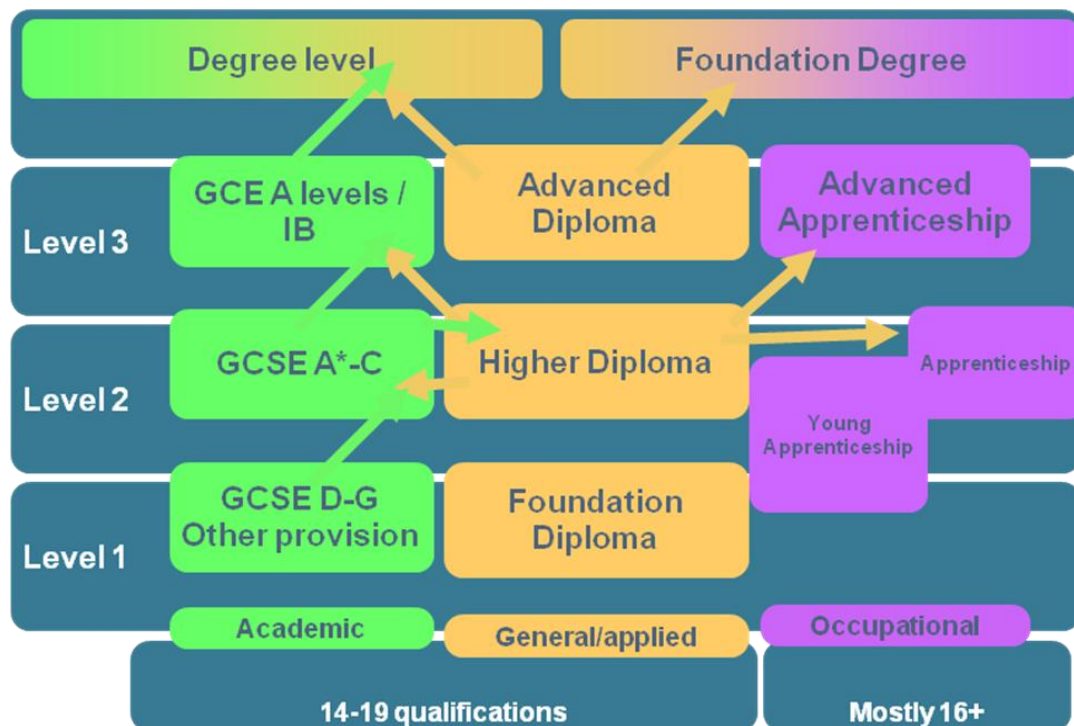 Degree level
Foundation Degree
Level 3
GCE A levels /
IB
Advanced
Diploma
Advanced
Apprenticeship
Level 2
GCSE A*-C
Higher Diploma
Apprenticeship
Young
Apprenticeship
Level 1
GCSE D-G
Other provision
Foundation
Diploma
Academic
General/applied
Occupational
14-19 qualifications
Mostly 16+